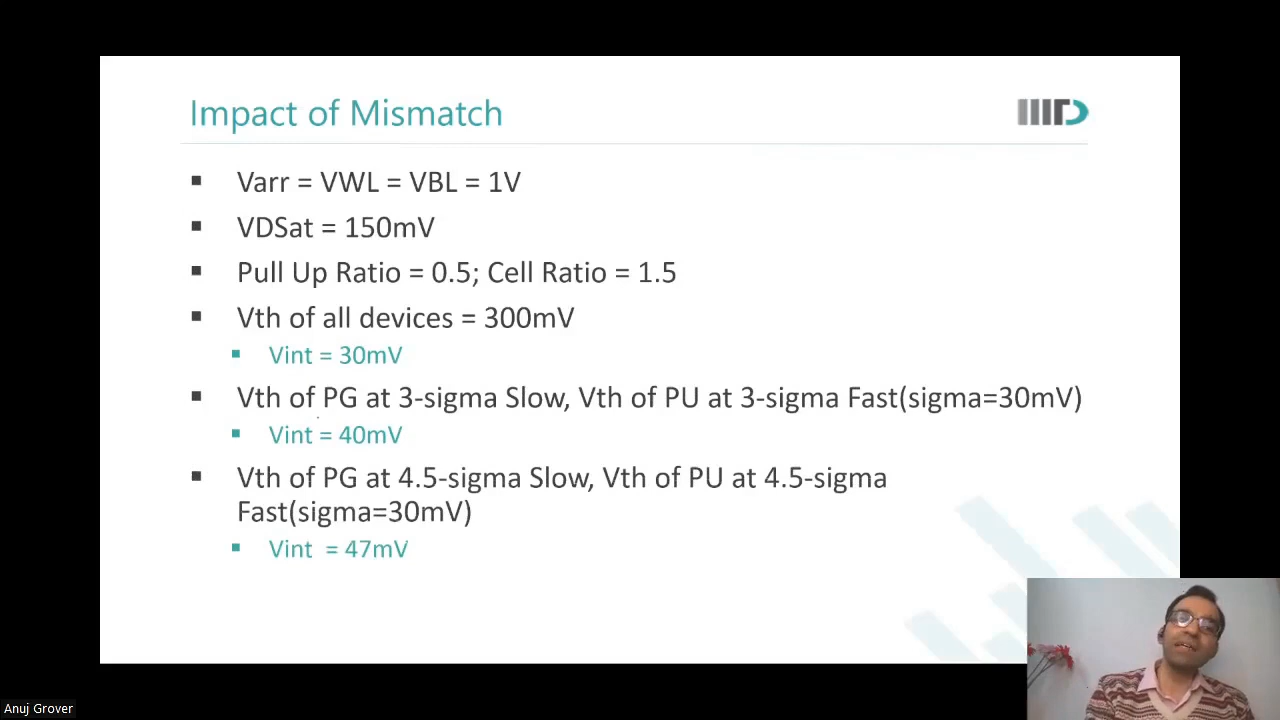 Impact of Mismatch
IIITD
▪ Varr = VWL = VBL = 1V
▪ VDSat = 150mV
▪ Pull Up Ratio = 0.5; Cell Ratio = 1.5
▪ Vth of all devices = 300mV
▪ Vint = 30mV
▪ Vth of PG at 3-sigma Slow, Vth of PU at 3-sigma Fast(sigma=30mV)
▪ Vint = 40mV
▪ Vth of PG at 4.5-sigma Slow, Vth of PU at 4.5-sigma
Fast(sigma=30mV)
▪ Vint = 47mV
Anuj Grover